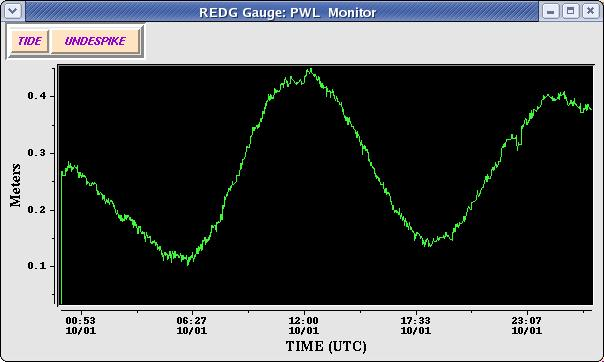 REDG Gauge: PWL Monitor
TIDE UNDESPIKE
0.4
0.3
0.2
0.1
Meters
00:53 06:27 12:00 17:33 23:07
10/01 10/01 10/01 10/01 10/01
TIME (UTC)